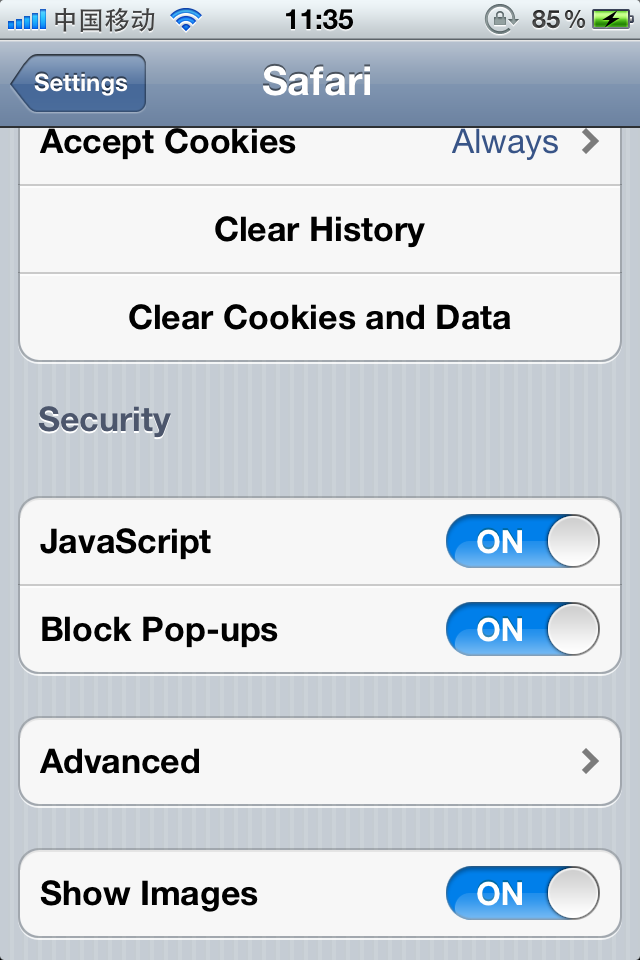 中国移动 11:35 85%
Settings Safari
Accept Cookies Always
Clear History
Clear Cookies and Data
Security
JavaScript ON
Block Pop-ups ON
Advanced
Show Images ON